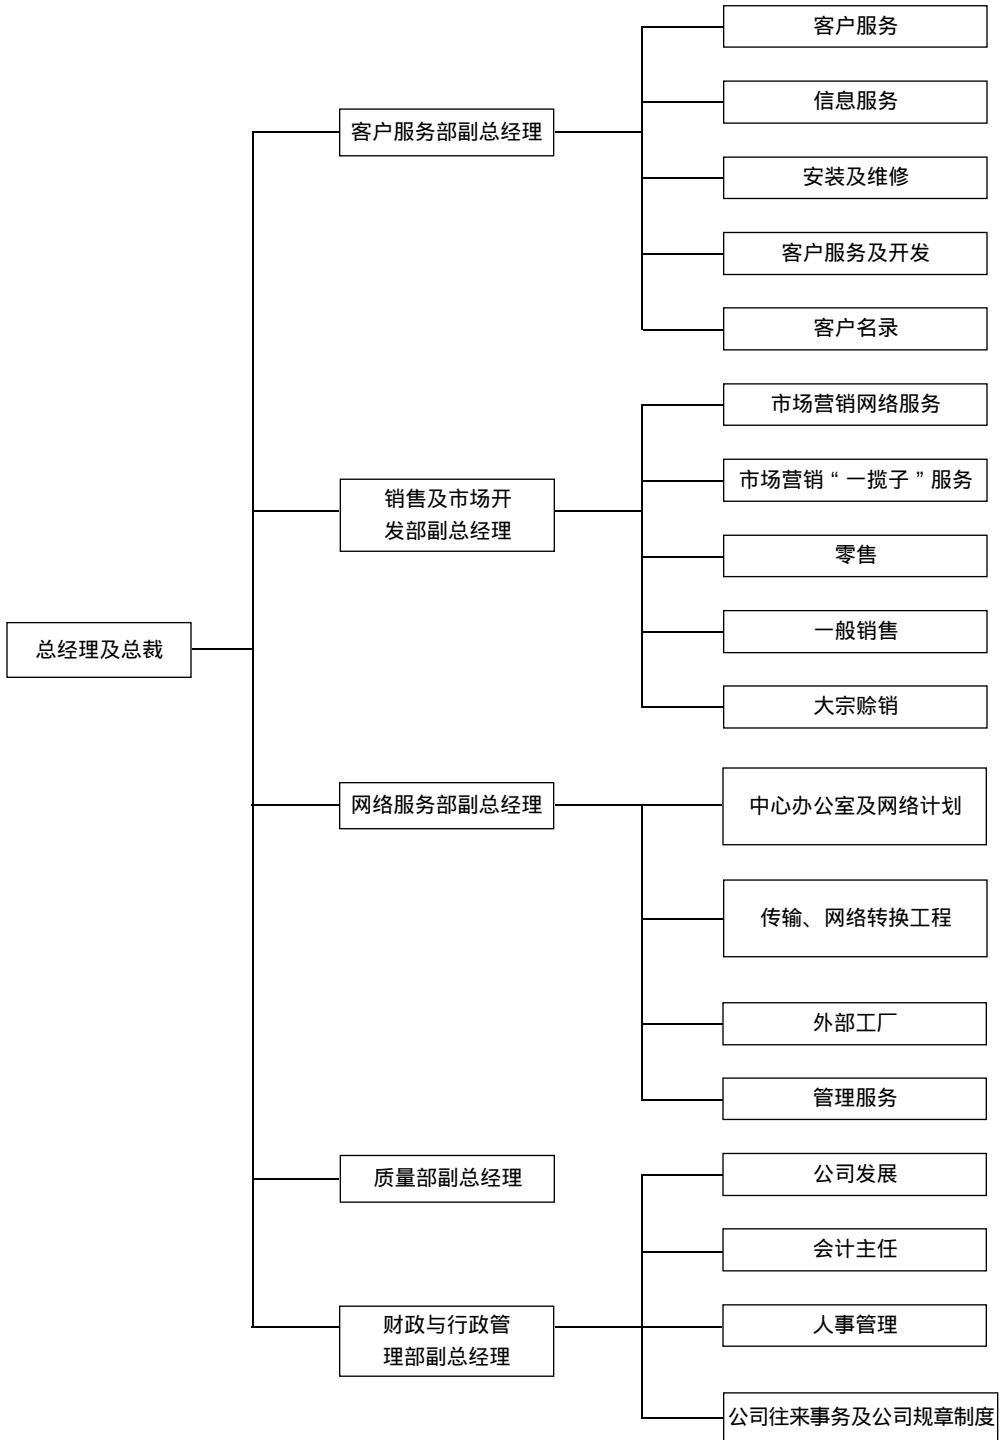 总经理及总裁
客户服务部副总经理
客户服务
信息服务
安装及维修
客户服务及开发
客户名录
销售及市场开
发部副总经理
市场营销网络服务
市场营销“一揽子”服务
零售
一般销售
大宗赊销
网络服务部副总经理
中心办公室及网络计划
传输、网络转换工程
外部工厂
管理服务
质量部副总经理
财政与行政管
理部副总经理
公司发展
会计主任
人事管理
公司往来事务及公司规章制度